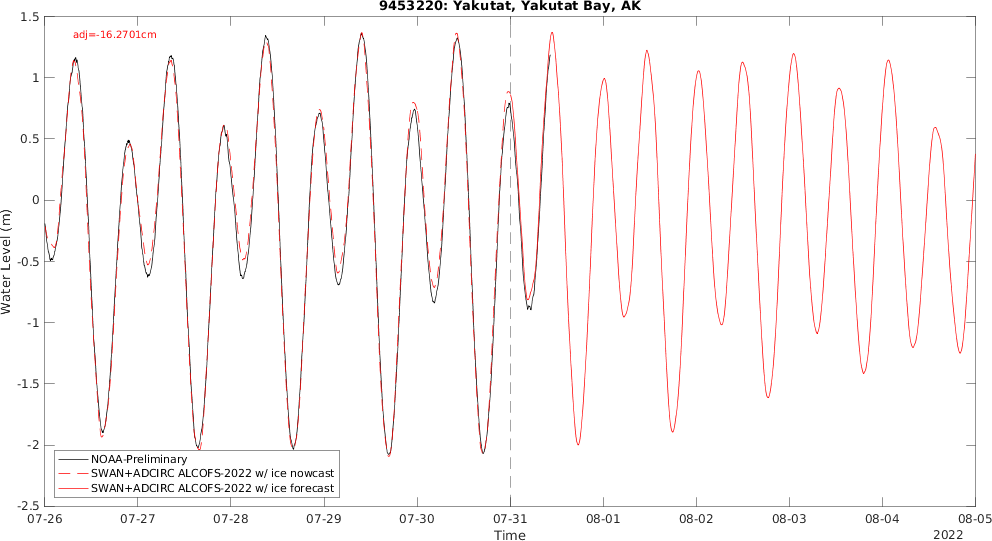 9453220: Yakutat, Yakutat Bay, AK
adj=-16.2701cm
1.5
1
0.5
0
-0.5
-1
-1.5
-2
-2.5
Water Level (m)
NOAA-Preliminary
SWAN+ADCIRC ALCOFS-2022 w/ ice nowcast
SWAN+ADCIRC ALCOFS-2022 w/ ice forecast
07-26 07-27 07-28 07-29 07-30 07-31 08-01 08-02 08-03 08-04 08-05
Time
2022